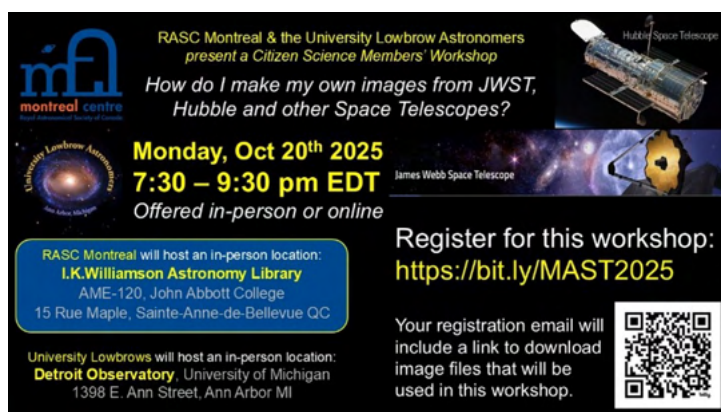 RASC Montreal & the University Lowbrow Astronomers
present a Citizen Science Members' Workshop
How do I make my own images from JWST,
Hubble and other Space Telescopes?
Hubble Space Telescope
montreal centre
Royal Astronomical Society of Canada
University Lowbrow Astronomers
Ann Arbor, Michigan
Monday, Oct 20th 2025
7:30 – 9:30 pm EDT
Offered in-person or online
James Webb Space Telescope
RASC Montreal will host an in-person location:
I.K.Williamson Astronomy Library
AME-120, John Abbott College
15 Rue Maple, Sainte-Anne-de-Bellevue QC
University Lowbrows will host an in-person location:
Detroit Observatory, University of Michigan
1398 E. Ann Street, Ann Arbor MI
Register for this workshop:
https://bit.ly/MAST2025
Your registration email will
include a link to download
image files that will be
used in this workshop.